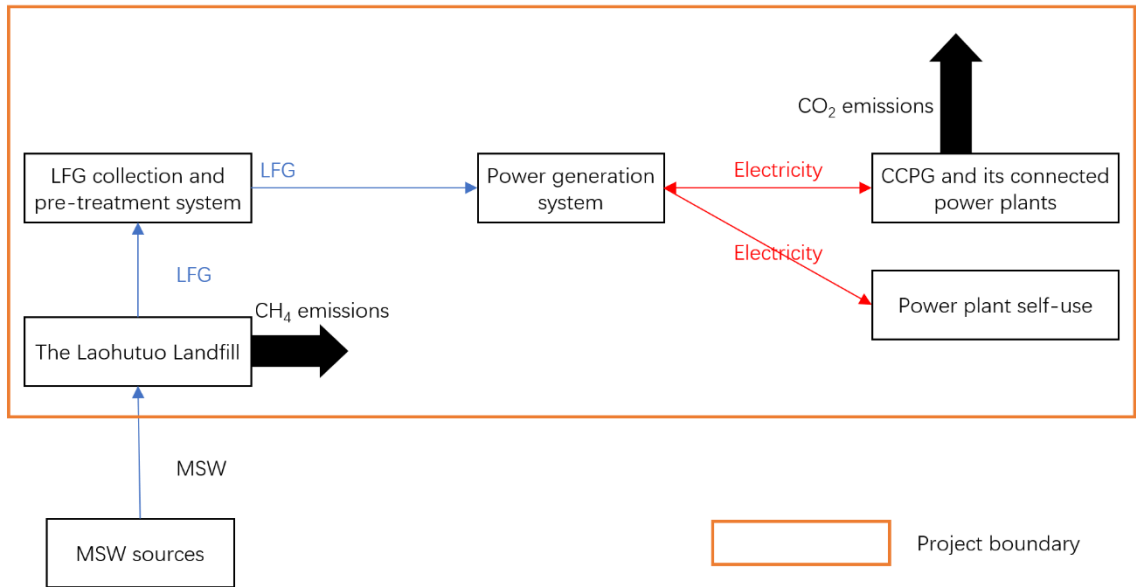 CO₂ emissions
LFG collection and
pre-treatment system
LFG
Power generation
system
Electricity
CCPG and its connected
power plants
LFG
Electricity
CH₄ emissions
Power plant self-use
The Laohutuo Landfill
MSW
MSW sources
Project boundary